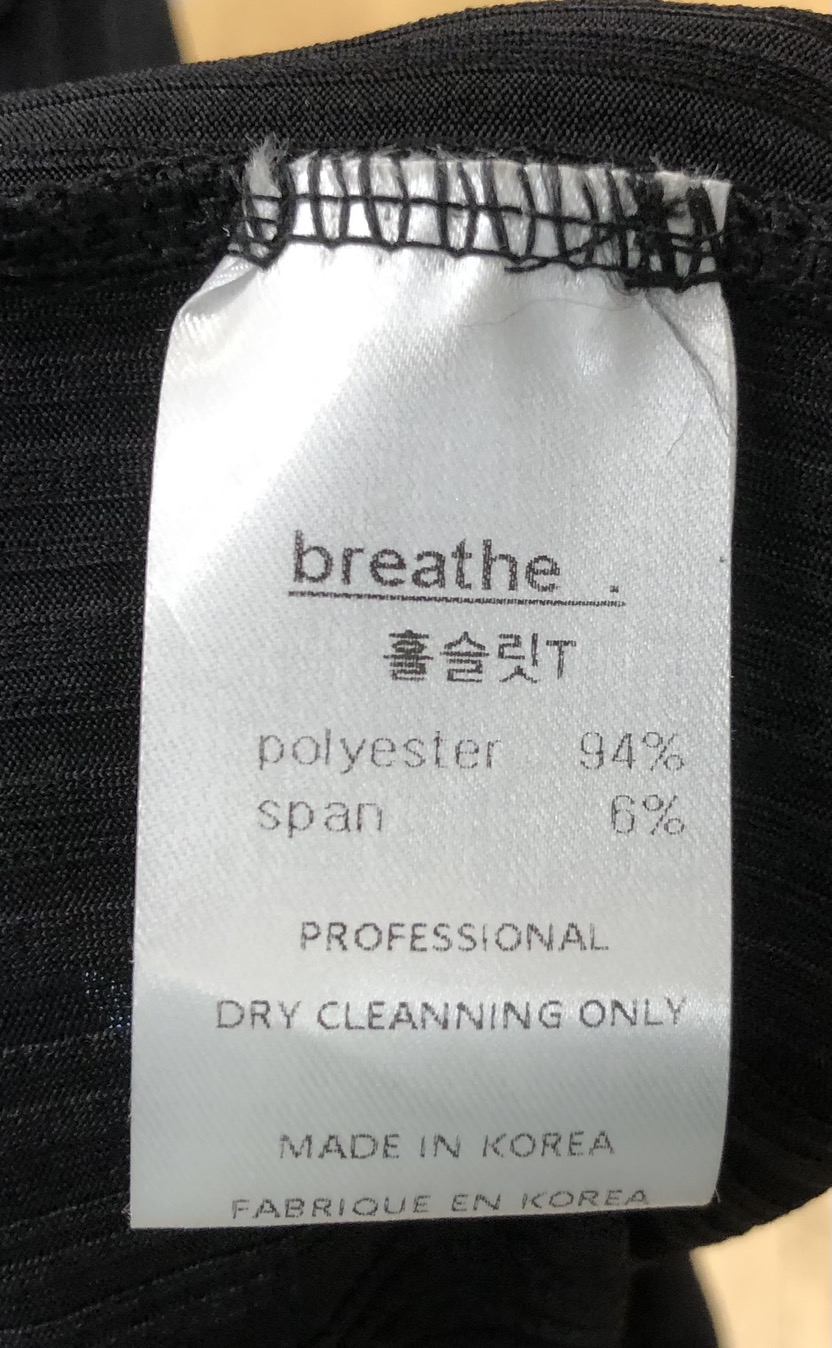 breathe .
홀슬릿T
polyester 94%
span 6%
PROFESSIONAL
DRY CLEANNING ONLY
MADE IN KOREA
FABRIQUE EN KOREA